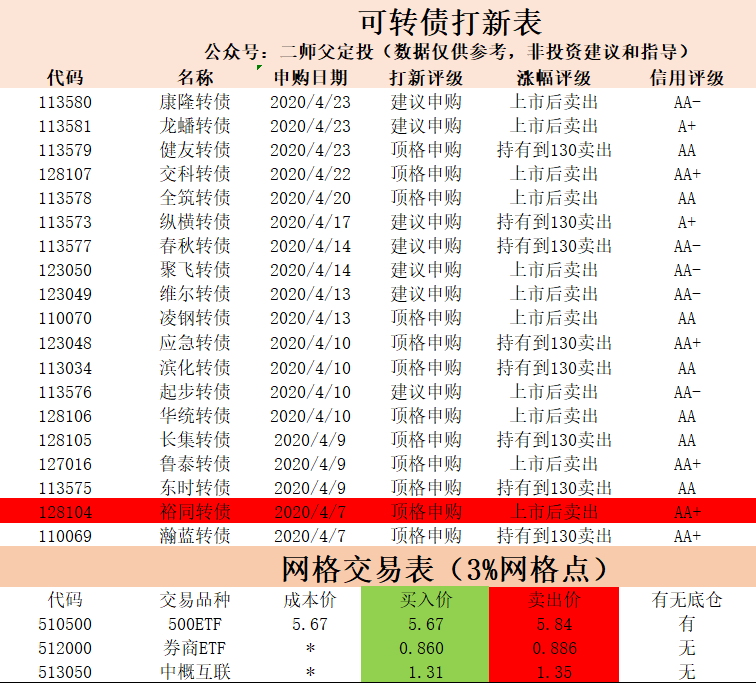 可转债打新表
公众号：二师父定投（数据仅供参考，非投资建议和指导）
代码 名称 申购日期 打新评级 涨幅评级 信用评级
113580 康隆转债 2020/4/23 建议申购 上市后卖出 AA-
113581 龙蟠转债 2020/4/23 建议申购 上市后卖出 A+
113579 健友转债 2020/4/23 顶格申购 持有到130卖出 AA
128107 交科转债 2020/4/22 顶格申购 上市后卖出 AA+
113578 全筑转债 2020/4/20 顶格申购 上市后卖出 AA
113573 纵横转债 2020/4/17 建议申购 持有到130卖出 A+
113577 春秋转债 2020/4/14 建议申购 持有到130卖出 AA-
123050 聚飞转债 2020/4/14 建议申购 上市后卖出 AA-
123049 维尔转债 2020/4/13 建议申购 上市后卖出 AA-
110070 凌钢转债 2020/4/13 顶格申购 上市后卖出 AA
123048 应急转债 2020/4/10 顶格申购 持有到130卖出 AA+
113034 滨化转债 2020/4/10 顶格申购 持有到130卖出 AA
113576 起步转债 2020/4/10 建议申购 上市后卖出 AA-
128106 华统转债 2020/4/10 顶格申购 上市后卖出 AA
128105 长集转债 2020/4/9 顶格申购 持有到130卖出 AA
127016 鲁泰转债 2020/4/9 顶格申购 上市后卖出 AA+
113575 东时转债 2020/4/9 顶格申购 持有到130卖出 AA
128104 裕同转债 2020/4/7 顶格申购 上市后卖出 AA+
110069 瀚蓝转债 2020/4/7 顶格申购 持有到130卖出 AA+
网格交易表（3%网格点）
代码 交易品种 成本价 买入价 卖出价 有无底仓
510500 500ETF 5.67 5.67 5.84 有
512000 券商ETF * 0.860 0.886 无
513050 中概互联 * 1.31 1.35 无